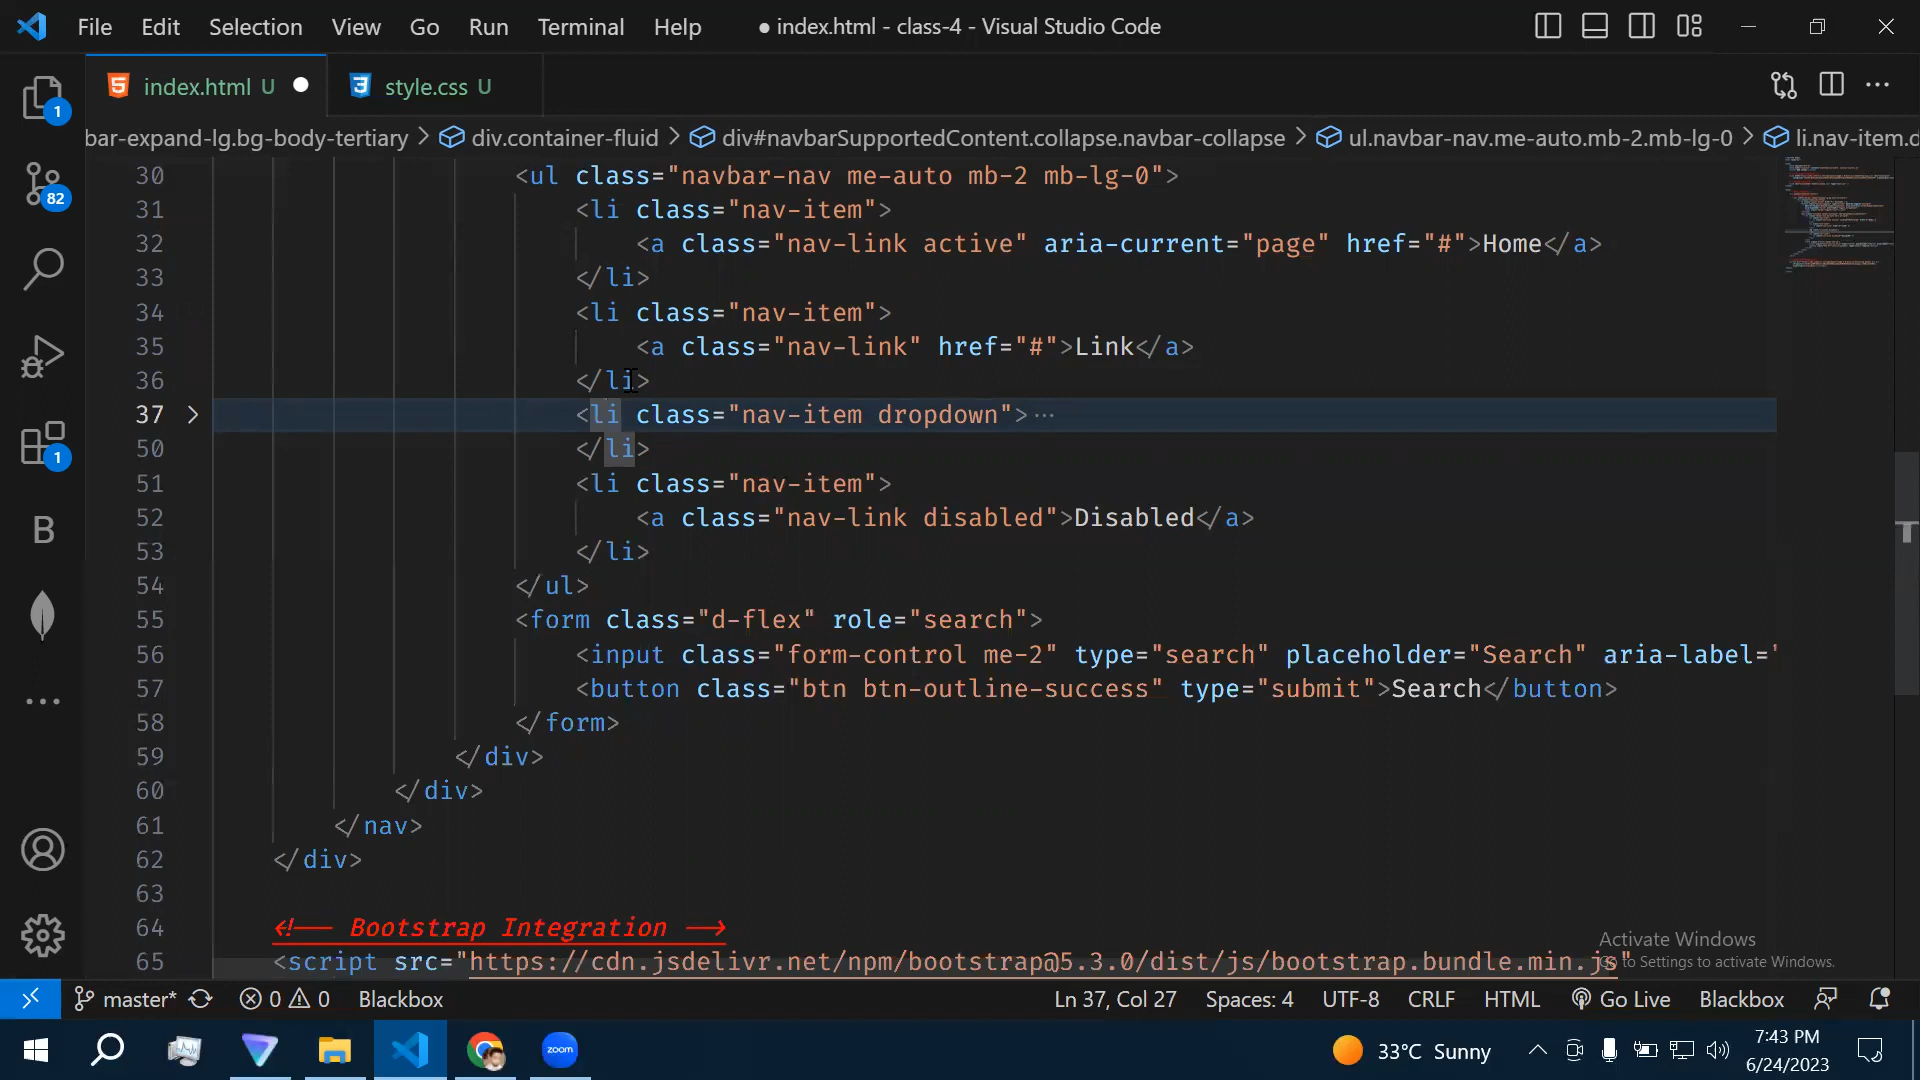 File Edit Selection View Go Run Terminal Help ● index.html - class-4 - Visual Studio Code
index.html U ● style.css U
bar-expand-lg.bg-body-tertiary > div.container-fluid > div#navbarSupportedContent.collapse.navbar-collapse > ul.navbar-nav.me-auto.mb-2.mb-lg-0 > li.nav-item.d
30 <ul class="navbar-nav me-auto mb-2 mb-lg-0">
31 <li class="nav-item">
32 <a class="nav-link active" aria-current="page" href="#">Home</a>
33 </li>
34 <li class="nav-item">
35 <a class="nav-link" href="#">Link</a>
36 </li>
37 <li class="nav-item dropdown">...
50 </li>
51 <li class="nav-item">
52 <a class="nav-link disabled">Disabled</a>
53 </li>
54 </ul>
55 <form class="d-flex" role="search">
56 <input class="form-control me-2" type="search" placeholder="Search" aria-label=
57 <button class="btn btn-outline-success" type="submit">Search</button>
58 </form>
59 </div>
60 </div>
61 </nav>
62 </div>
63
64 <!-- Bootstrap Integration -->
65 <script src="https://cdn.jsdelivr.net/npm/bootstrap@5.3.0/dist/js/bootstrap.bundle.min.js"
1
82
1
B
Activate Windows
Go to Settings to activate Windows.
master* 0 0 Blackbox Ln 37, Col 27 Spaces: 4 UTF-8 CRLF HTML Go Live Blackbox
zoom 33°C Sunny 7:43 PM
6/24/2023